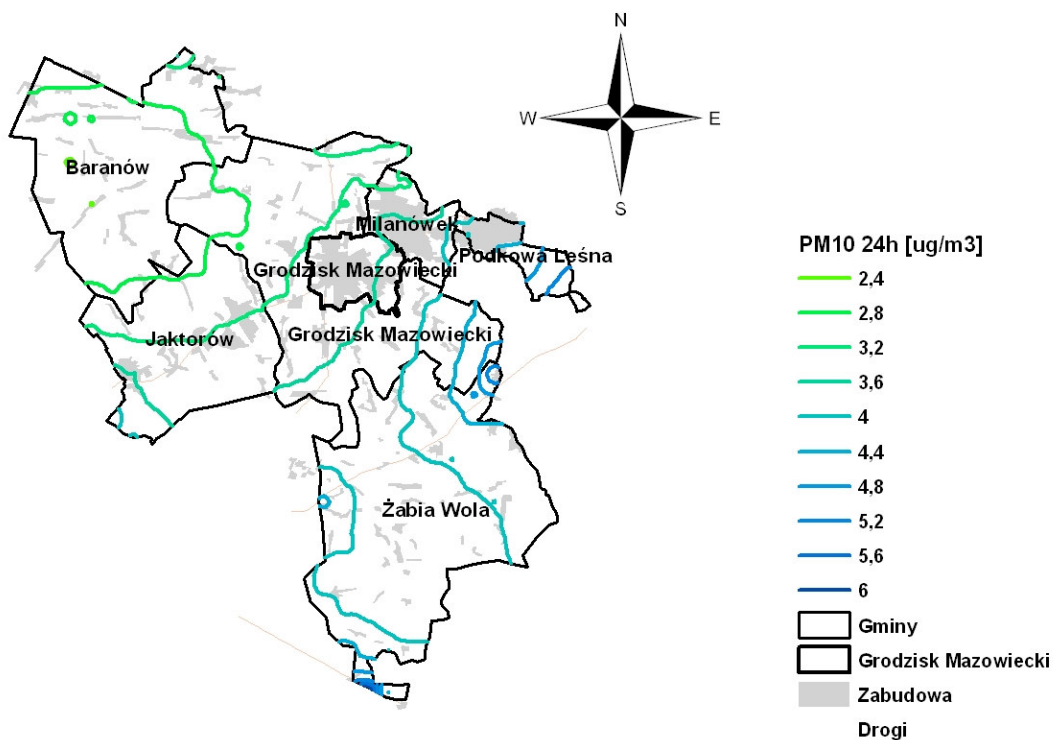 N
W
E
S
Baranów
Milanówek
Podkowa Leśna
Grodzisk Mazowiecki
Jaktorów
Grodzisk Mazowiecki
Żabia Wola
PM10 24h [ug/m3]
2,4
2,8
3,2
3,6
4
4,4
4,8
5,2
5,6
6
Gminy
Grodzisk Mazowiecki
Zabudowa
Drogi